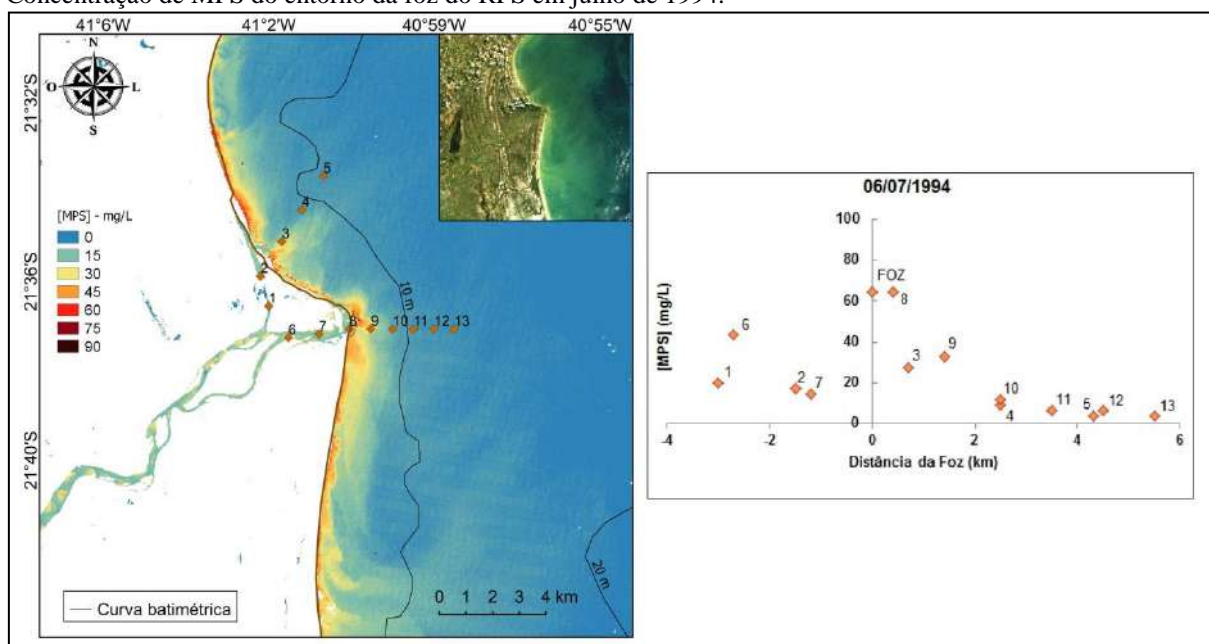 Concentração de MPS do entorno da foz do RPS em julho de 1994.
41°6'W 41°2'W 40°59'W 40°55'W
N
O L
S
21°32'S
21°36'S
21°40'S
[MPS] - mg/L
0
15
30
45
60
75
90
5
4
3
2
1
6 7 8 9 10 11 12 13
10 m
20 m
0 1 2 3 4 km
Curva batimétrica
06/07/1994
[MPS] (mg/L)
100
80
60
40
20
0
FOZ
8
6
1
2
7
3
9
10
4
11
5
12
13
-4 -2 0 2 4 6
Distância da Foz (km)